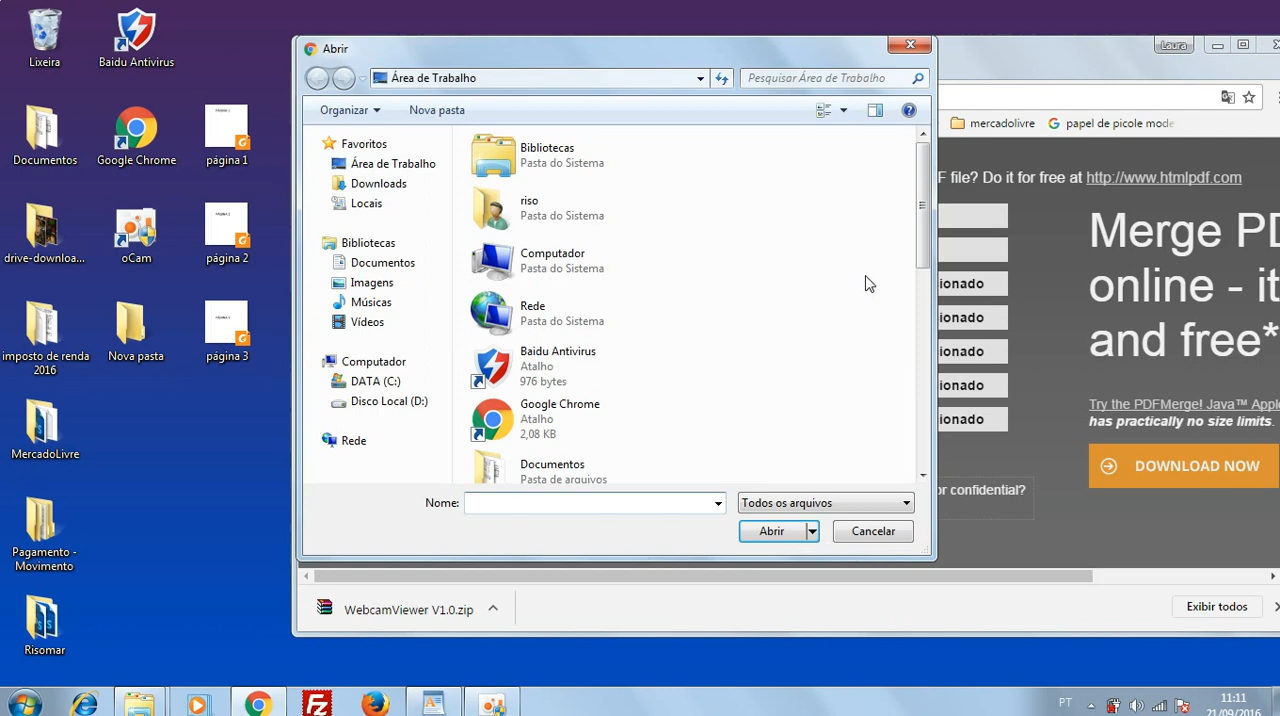 Lixeira
Baidu Antivirus
Documentos
Google Chrome
página 1
drive-downloa...
oCam
página 2
imposto de renda
2016
Nova pasta
página 3
MercadoLivre
Pagamento -
Movimento
Risomar
Abrir
Área de Trabalho
Pesquisar Área de Trabalho
Organizar
Nova pasta
Favoritos
Área de Trabalho
Downloads
Locais
Bibliotecas
Documentos
Imagens
Músicas
Vídeos
Computador
DATA (C:)
Disco Local (D:)
Rede
Bibliotecas
Pasta do Sistema
riso
Pasta do Sistema
Computador
Pasta do Sistema
Rede
Pasta do Sistema
Baidu Antivirus
Atalho
976 bytes
Google Chrome
Atalho
2,08 KB
Documentos
Pasta de arquivos
Nome:
Todos os arquivos
Abrir
Cancelar
Laura
mercadolivre
papel de picole mode
F file? Do it for free at http://www.htmlpdf.com
ionado
ionado
ionado
ionado
ionado
Merge PD
online - it
and free*
Try the PDFMerge! Java™ Apple
has practically no size limits.
DOWNLOAD NOW
or confidential?
WebcamViewer V1.0.zip
Exibir todos
PT
11:11
21/09/2016